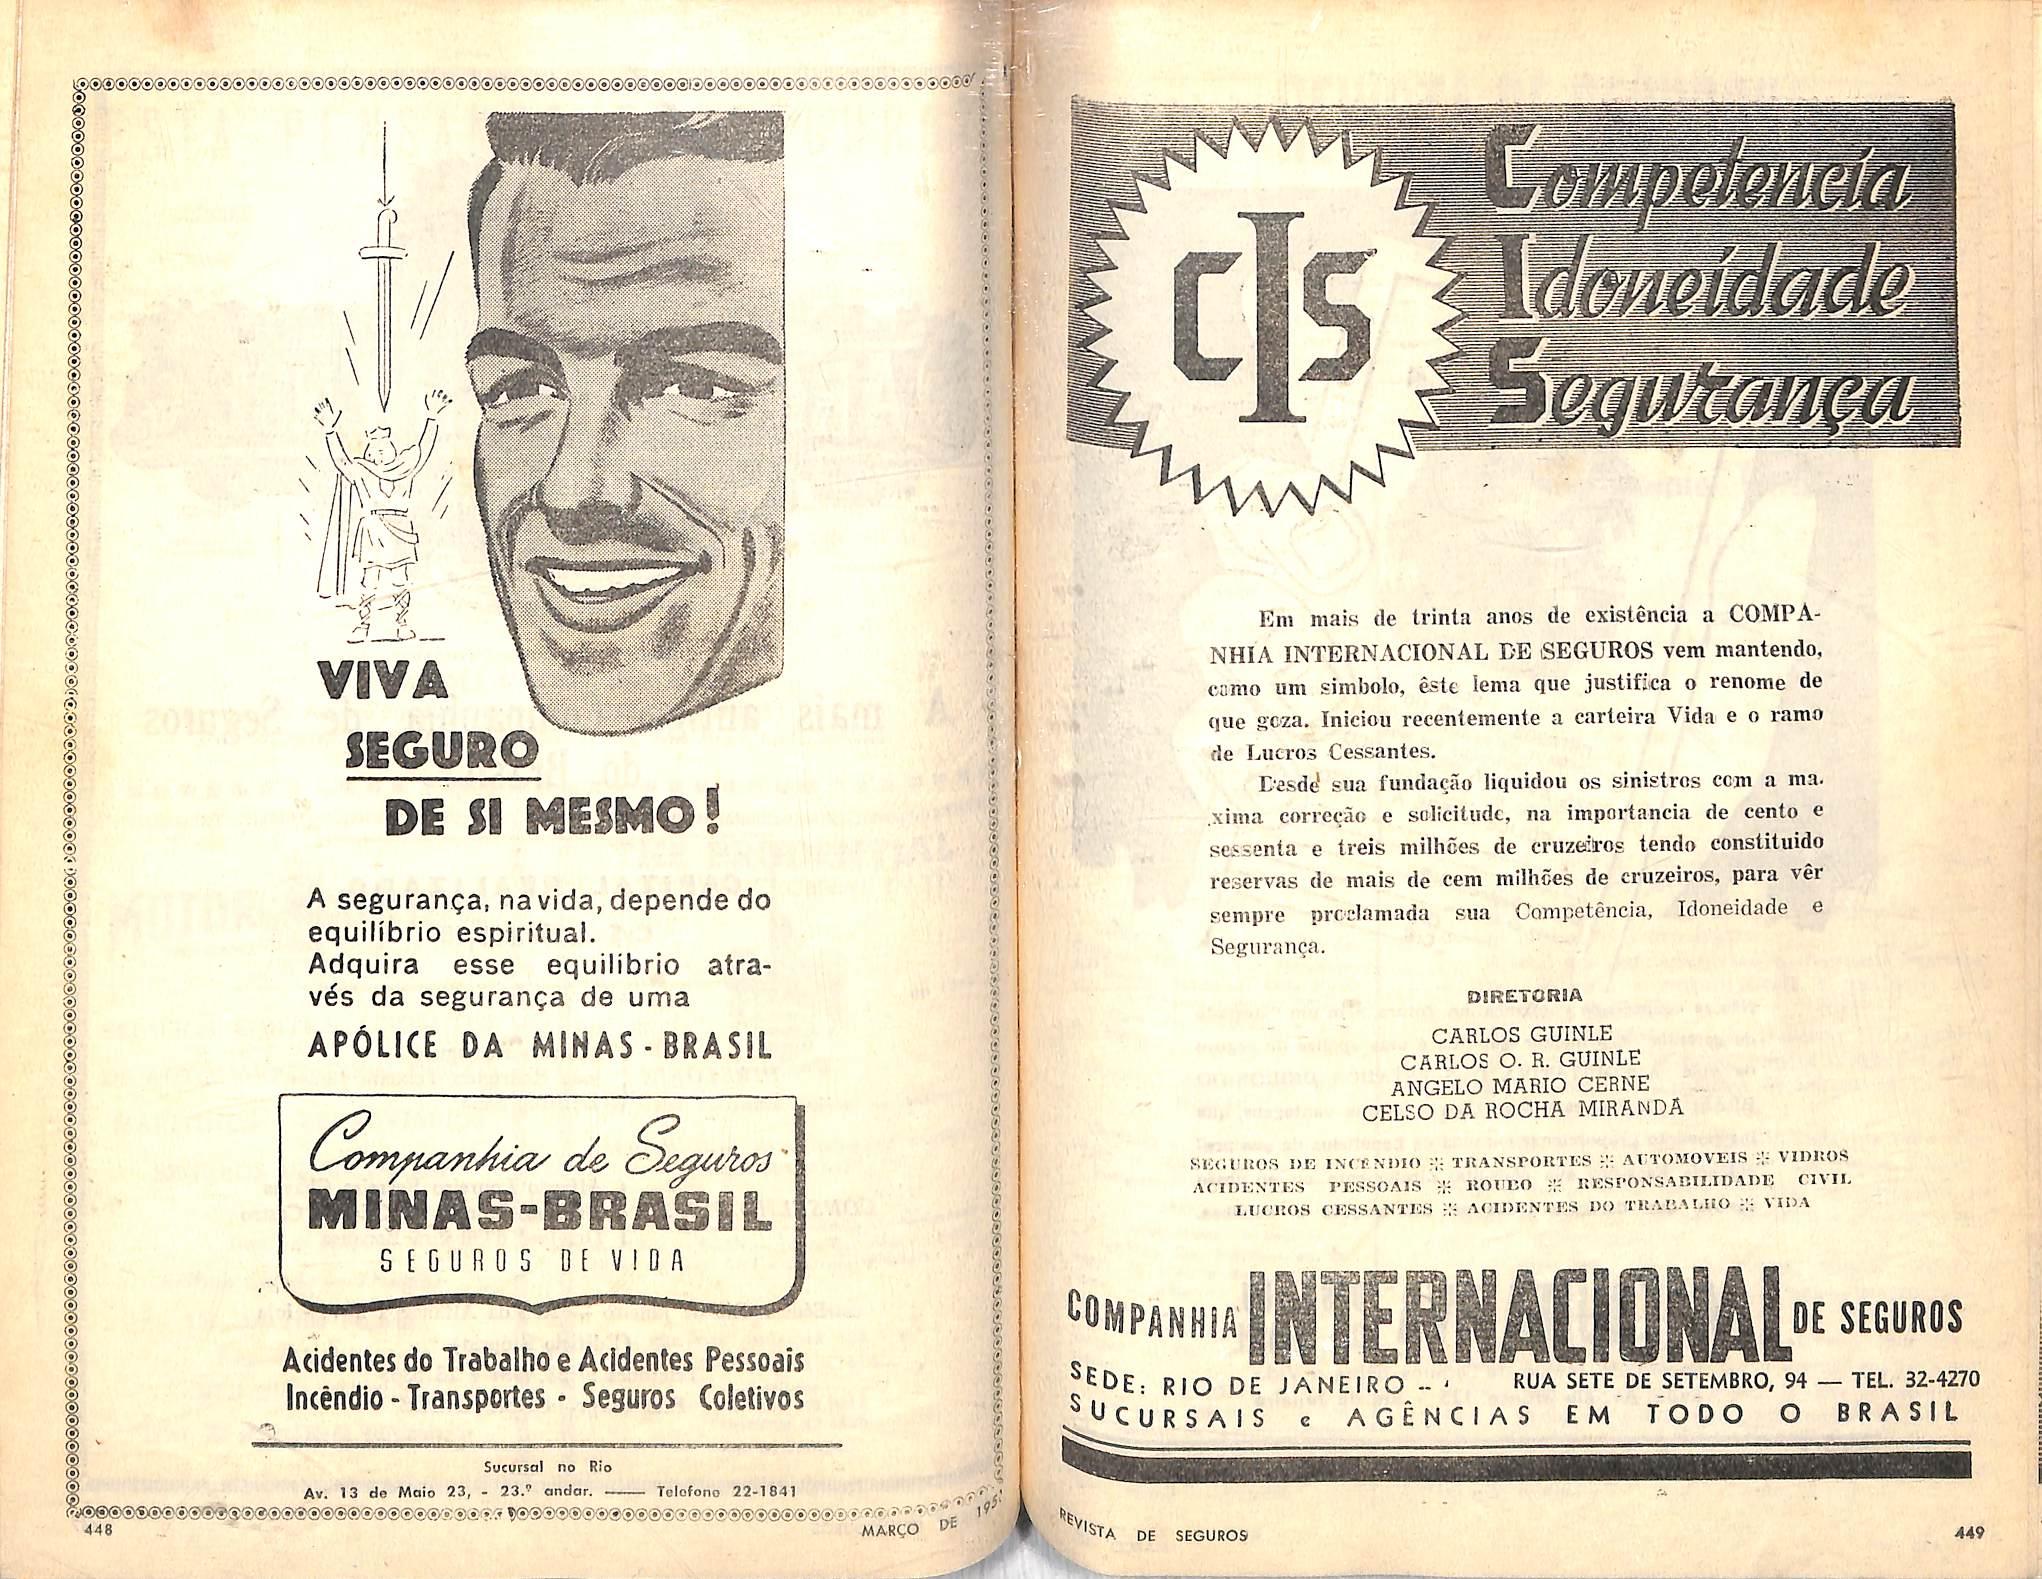 VIVA
SEGURO
DE SI MESMO!
A segurança, na vida, depende do
equilíbrio espiritual.
Adquira esse equilibrio atra-
vés da segurança de uma
APÓLICE DA MINAS - BRASIL
Companhia de Seguros
MINAS-BRASIL
SEGUROS DE VIDA
Acidentes do Trabalho e Acidentes Pessoais
Incêndio - Transportes - Seguros Coletivos
Sucursal no Rio
Av. 13 de Maio 23, - 23.º andar. —— Telefone 22-1841
448
MARÇO DE
CIS
Competencia
Idoneidade
Segurança
Em mais de trinta anos de existência a COMPA-
NHIA INTERNACIONAL DE SEGUROS vem mantendo,
como um simbolo, êste lema que justifica o renome de
que goza. Iniciou recentemente a carteira Vida e o ramo
de Lucros Cessantes.
Desde sua fundação liquidou os sinistros com a ma-
xima correção e solicitude, na importancia de cento e
sessenta e treis milhões de cruzeiros tendo constituido
reservas de mais de cem milhões de cruzeiros, para vêr
sempre proclamada sua Competência, Idoneidade e
Segurança.
DIRETORIA
CARLOS GUINLE
CARLOS O. R. GUINLE
ANGELO MARIO CERNE
CELSO DA ROCHA MIRANDA
SEGUROS DE INCÊNDIO ※ TRANSPORTES ※ AUTOMOVEIS ※ VIDROS
ACIDENTES PESSOAIS ※ ROUBO ※ RESPONSABILIDADE CIVIL
LUCROS CESSANTES ※ ACIDENTES DO TRABALHO ※ VIDA
COMPANHIA INTERNACIONAL DE SEGUROS
SEDE: RIO DE JANEIRO -- RUA SETE DE SETEMBRO, 94 — TEL. 32-4270
SUCURSAIS e AGÊNCIAS EM TODO O BRASIL
REVISTA DE SEGUROS
449